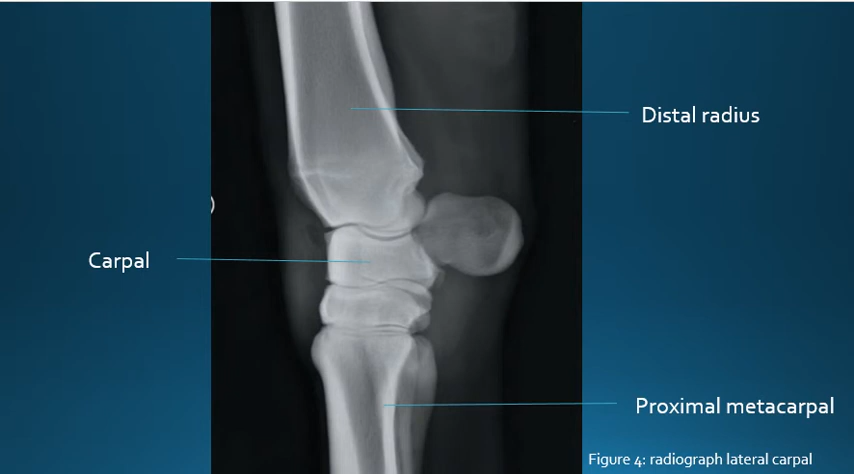 Distal radius
Carpal
Proximal metacarpal
Figure 4: radiograph lateral carpal